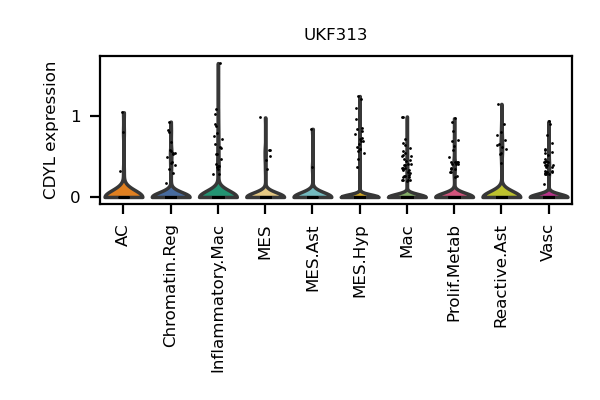 UKF313
CDYL expression
1
0
AC
Chromatin.Reg
Inflammatory.Mac
MES
MES.Ast
MES.Hyp
Mac
Prolif.Metab
Reactive.Ast
Vasc